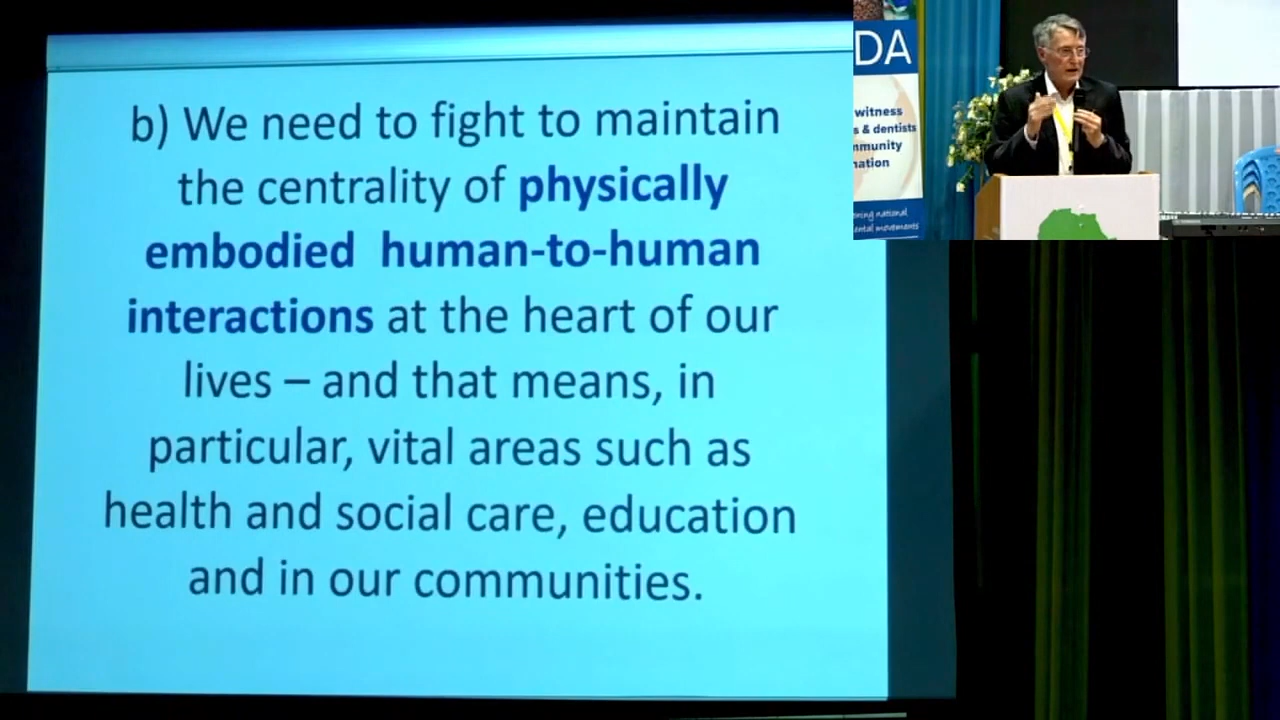 b) We need to fight to maintain
the centrality of physically
embodied human-to-human
interactions at the heart of our
lives – and that means, in
particular, vital areas such as
health and social care, education
and in our communities.
DA
witness
& dentists